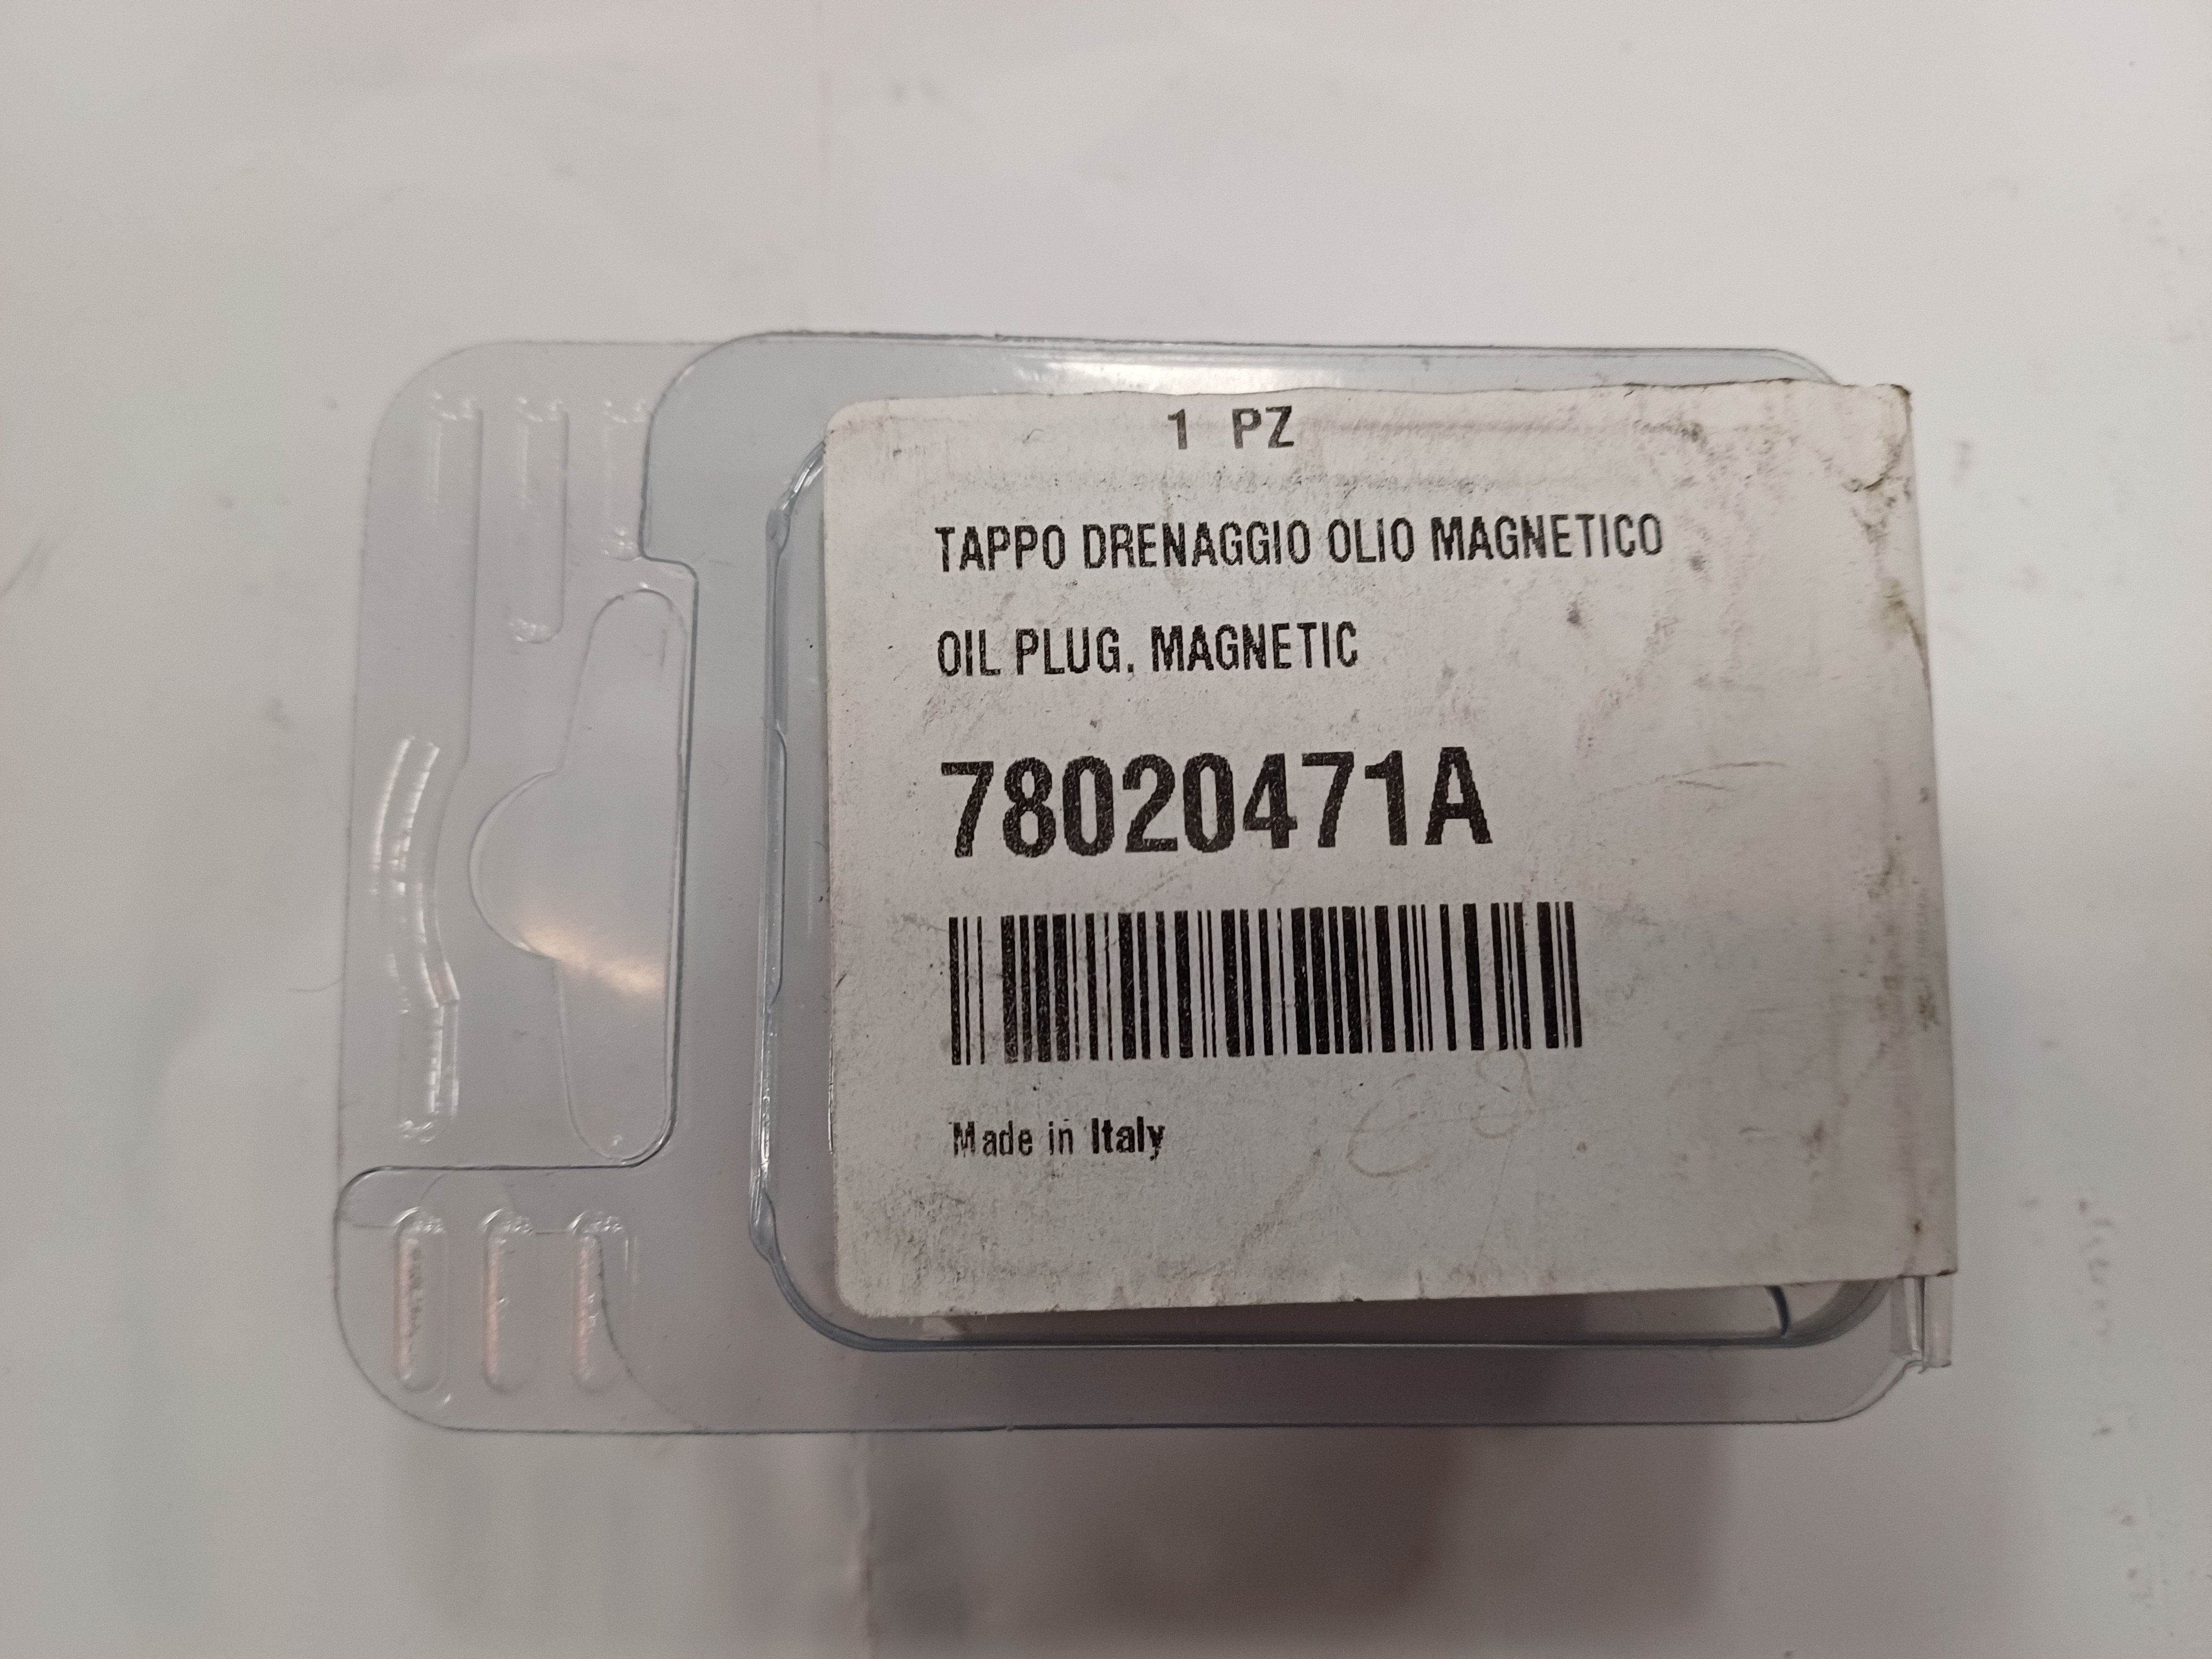 1 PZ
TAPPO DRENAGGIO OLIO MAGNETICO
OIL PLUG, MAGNETIC
78020471A
Made in Italy